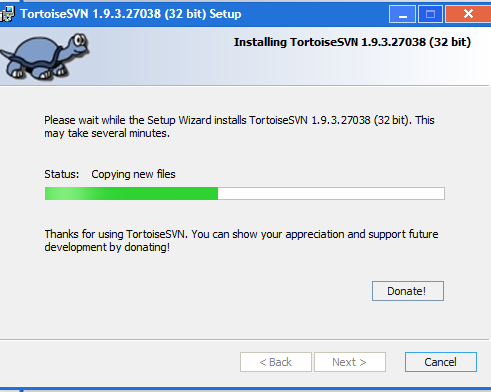 TortoiseSVN 1.9.3.27038 (32 bit) Setup
Installing TortoiseSVN 1.9.3.27038 (32 bit)
Please wait while the Setup Wizard installs TortoiseSVN 1.9.3.27038 (32 bit). This
may take several minutes.
Status: Copying new files
Thanks for using TortoiseSVN. You can show your appreciation and support future
development by donating!
Donate!
< Back Next > Cancel